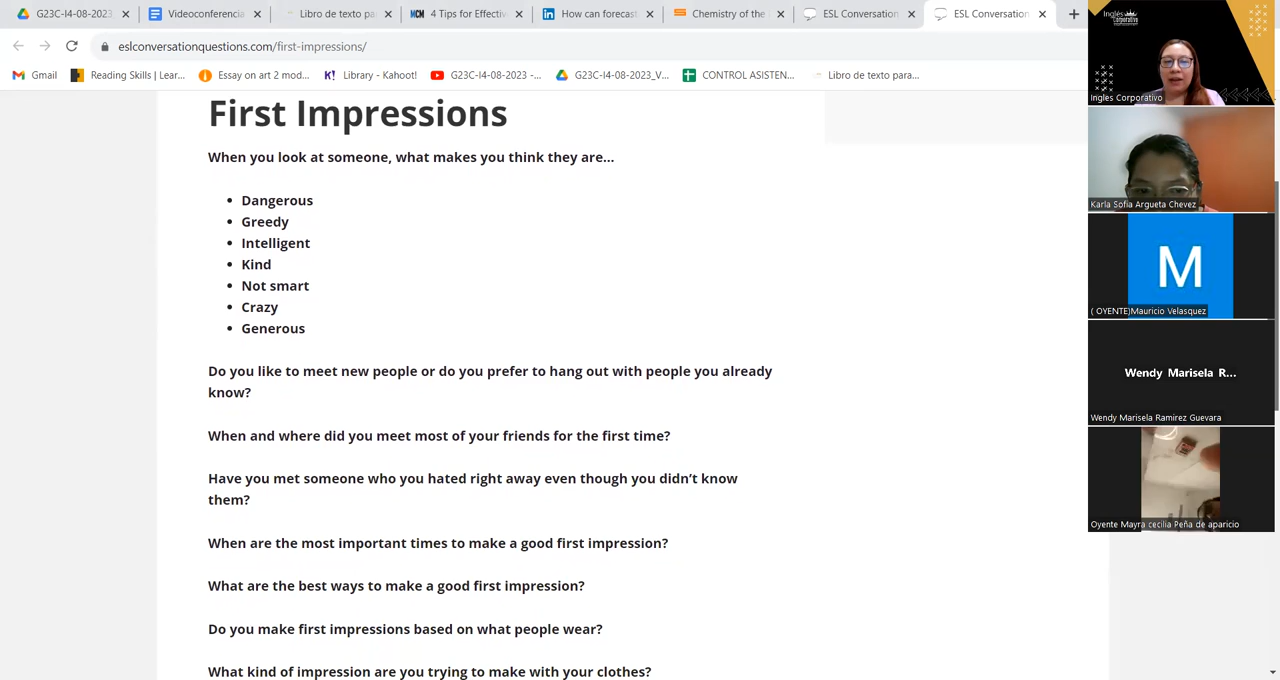 G23C-I4-08-2023
Videoconferencia
Libro de texto pa
4 Tips for Effectiv
How can forecast
Chemistry of the
ESL Conversation
ESL Conversation
eslconversationquestions.com/first-impressions/
Gmail
Reading Skills | Lear...
Essay on art 2 mod...
Library - Kahoot!
G23C-I4-08-2023 -...
G23C-I4-08-2023_V...
CONTROL ASISTEN...
Libro de texto para...
First Impressions
When you look at someone, what makes you think they are...
Dangerous
Greedy
Intelligent
Kind
Not smart
Crazy
Generous
Do you like to meet new people or do you prefer to hang out with people you already
know?
When and where did you meet most of your friends for the first time?
Have you met someone who you hated right away even though you didn’t know
them?
When are the most important times to make a good first impression?
What are the best ways to make a good first impression?
Do you make first impressions based on what people wear?
What kind of impression are you trying to make with your clothes?
Inglés
Corporativo
Ingles Corporativo
Karla Sofia Argueta Chevez
M
( OYENTE)Mauricio Velasquez
Wendy Marisela R...
Wendy Marisela Ramirez Guevara
Oyente Mayra cecilia Peña de aparicio